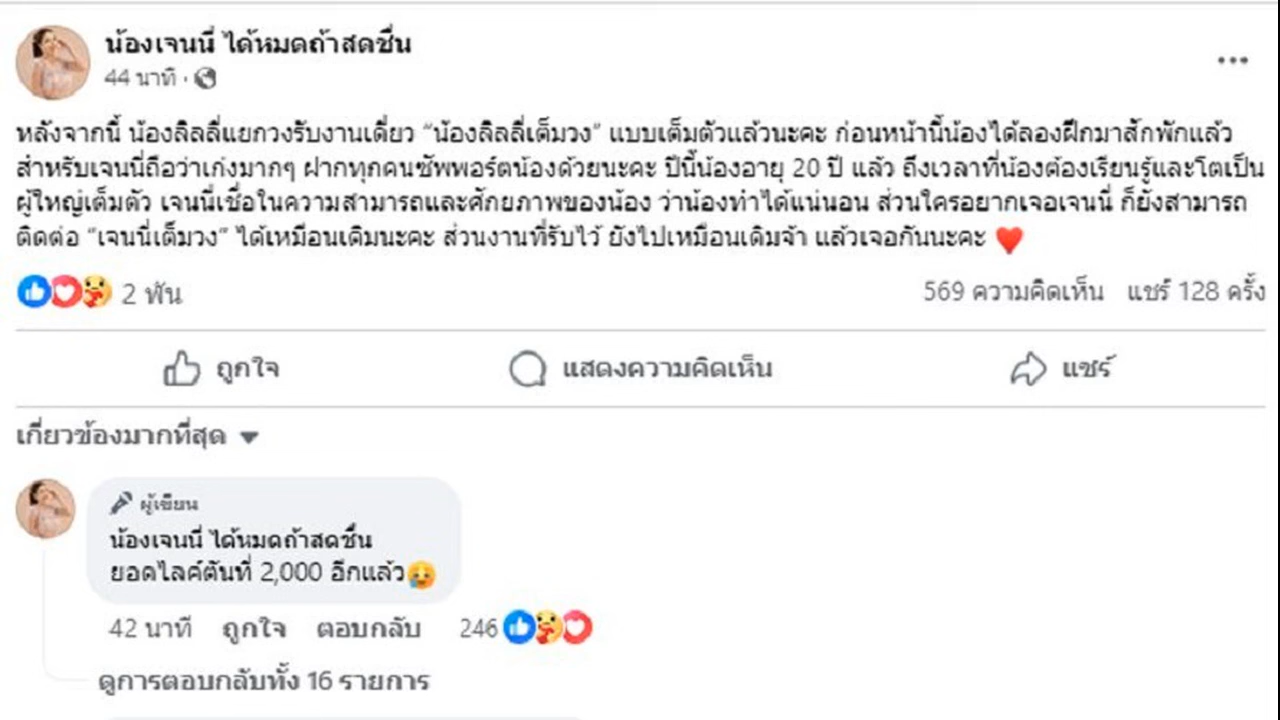 น้องเจนนี่ ได้หมดถ้าสดชื่น
44 นาที ·
หลังจากนี้ น้องลิลลี่แยกวงรับงานเดี่ยว “น้องลิลลี่เต็มวง” แบบเต็มตัวแล้วนะคะ ก่อนหน้านี้น้องได้ลองฝึกมาสักพักแล้ว
สำหรับเจนนี่ถือว่าเก่งมากๆ ฝากทุกคนซัพพอร์ตน้องด้วยนะคะ ปีนี้น้องอายุ 20 ปี แล้ว ถึงเวลาที่น้องต้องเรียนรู้และโตเป็น
ผู้ใหญ่เต็มตัว เจนนี่เชื่อในความสามารถและศักยภาพของน้อง ว่าน้องทำได้แน่นอน ส่วนใครอยากเจอเจนนี่ ก็ยังสามารถ
ติดต่อ “เจนนี่เต็มวง” ได้เหมือนเดิมนะคะ ส่วนงานที่รับไว้ ยังไปเหมือนเดิมจ้า แล้วเจอกันนะคะ ❤️
2 พัน 569 ความคิดเห็น แชร์ 128 ครั้ง
ถูกใจ แสดงความคิดเห็น แชร์
เกี่ยวข้องมากที่สุด
ผู้เขียน
น้องเจนนี่ ได้หมดถ้าสดชื่น
ยอดไลค์ตันที่ 2,000 อีกแล้ว🥲
42 นาที ถูกใจ ตอบกลับ 246
ดูการตอบกลับทั้ง 16 รายการ